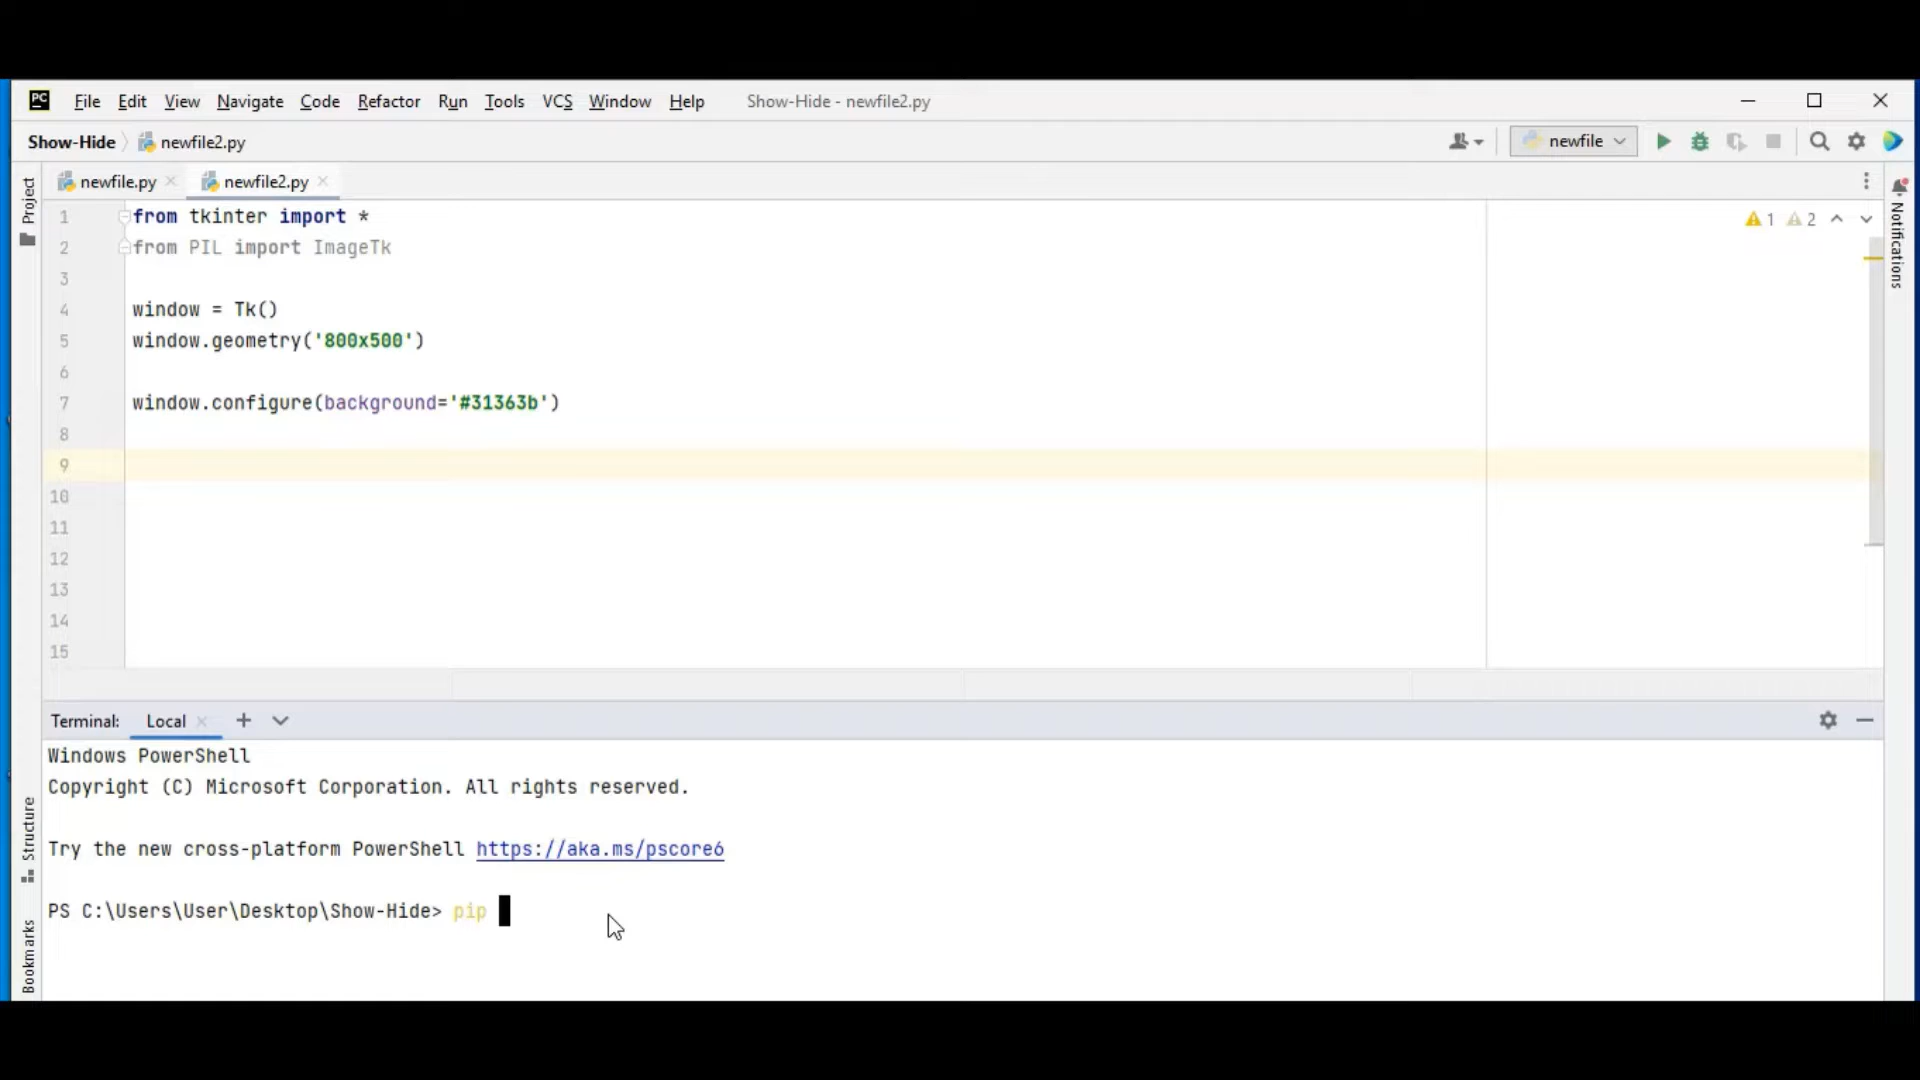 PC File Edit View Navigate Code Refactor Run Tools VCS Window Help Show-Hide - newfile2.py
Show-Hide newfile2.py newfile
newfile.py newfile2.py
Project
Notifications
1 from tkinter import * 1 2
2 from PIL import ImageTk
3
4 window = Tk()
5 window.geometry('800x500')
6
7 window.configure(background='#31363b')
8
9
10
11
12
13
14
15
Terminal: Local
Windows PowerShell
Copyright (C) Microsoft Corporation. All rights reserved.
Try the new cross-platform PowerShell https://aka.ms/pscore6
PS C:\Users\User\Desktop\Show-Hide> pip
Structure
Bookmarks